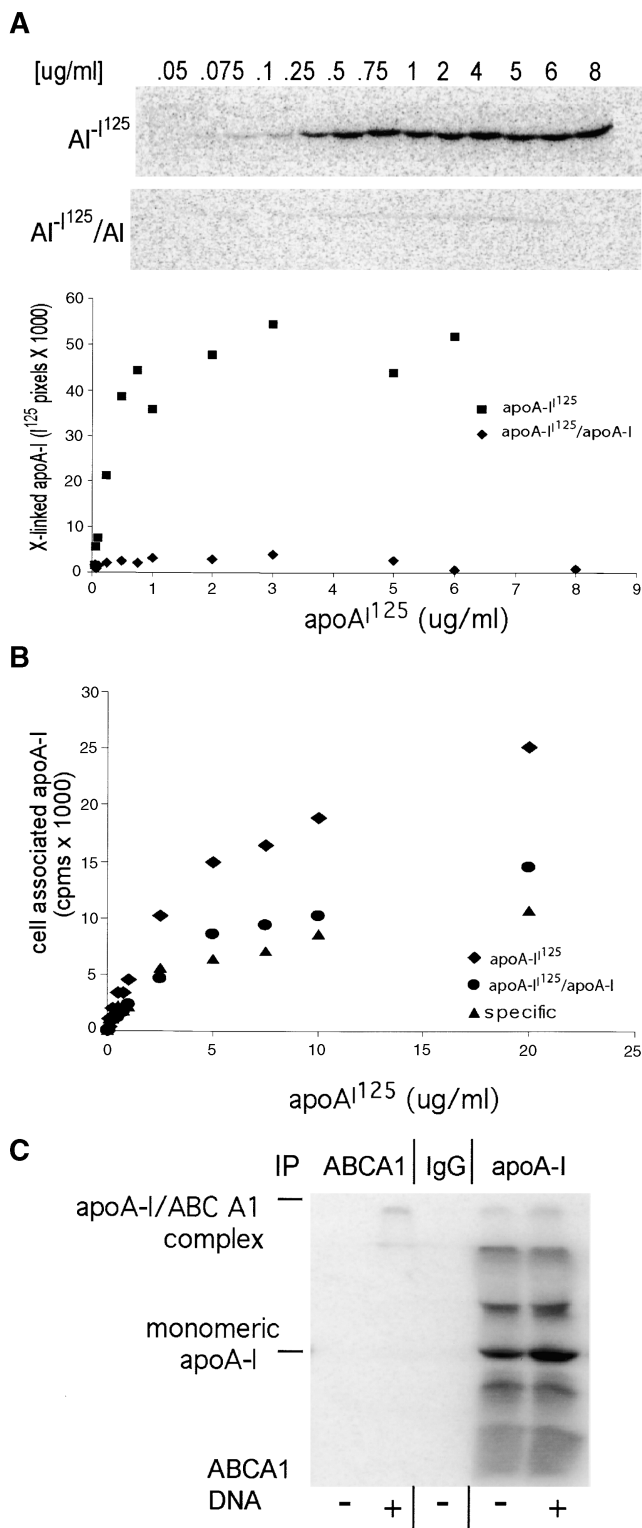 A
[ug/ml] .05 .075 .1 .25 .5 .75 1 2 4 5 6 8
AI-I125
AI-I125/AI
60
50
40
30
20
10
0
X-linked apoA-I (I125 pixels X 1000)
apoA-I I125
apoA-I I125/apoA-I
0 1 2 3 4 5 6 7 8 9
apoAI125 (ug/ml)
B
30
25
20
15
10
5
0
cell associated apoA-I
(cpms x 1000)
apoA-I I125
apoA-I I125/apoA-I
specific
0 5 10 15 20 25
apoAI125 (ug/ml)
C
IP ABCA1 IgG apoA-I
apoA-I/ABC A1
complex
monomeric
apoA-I
ABCA1
DNA - + - - +